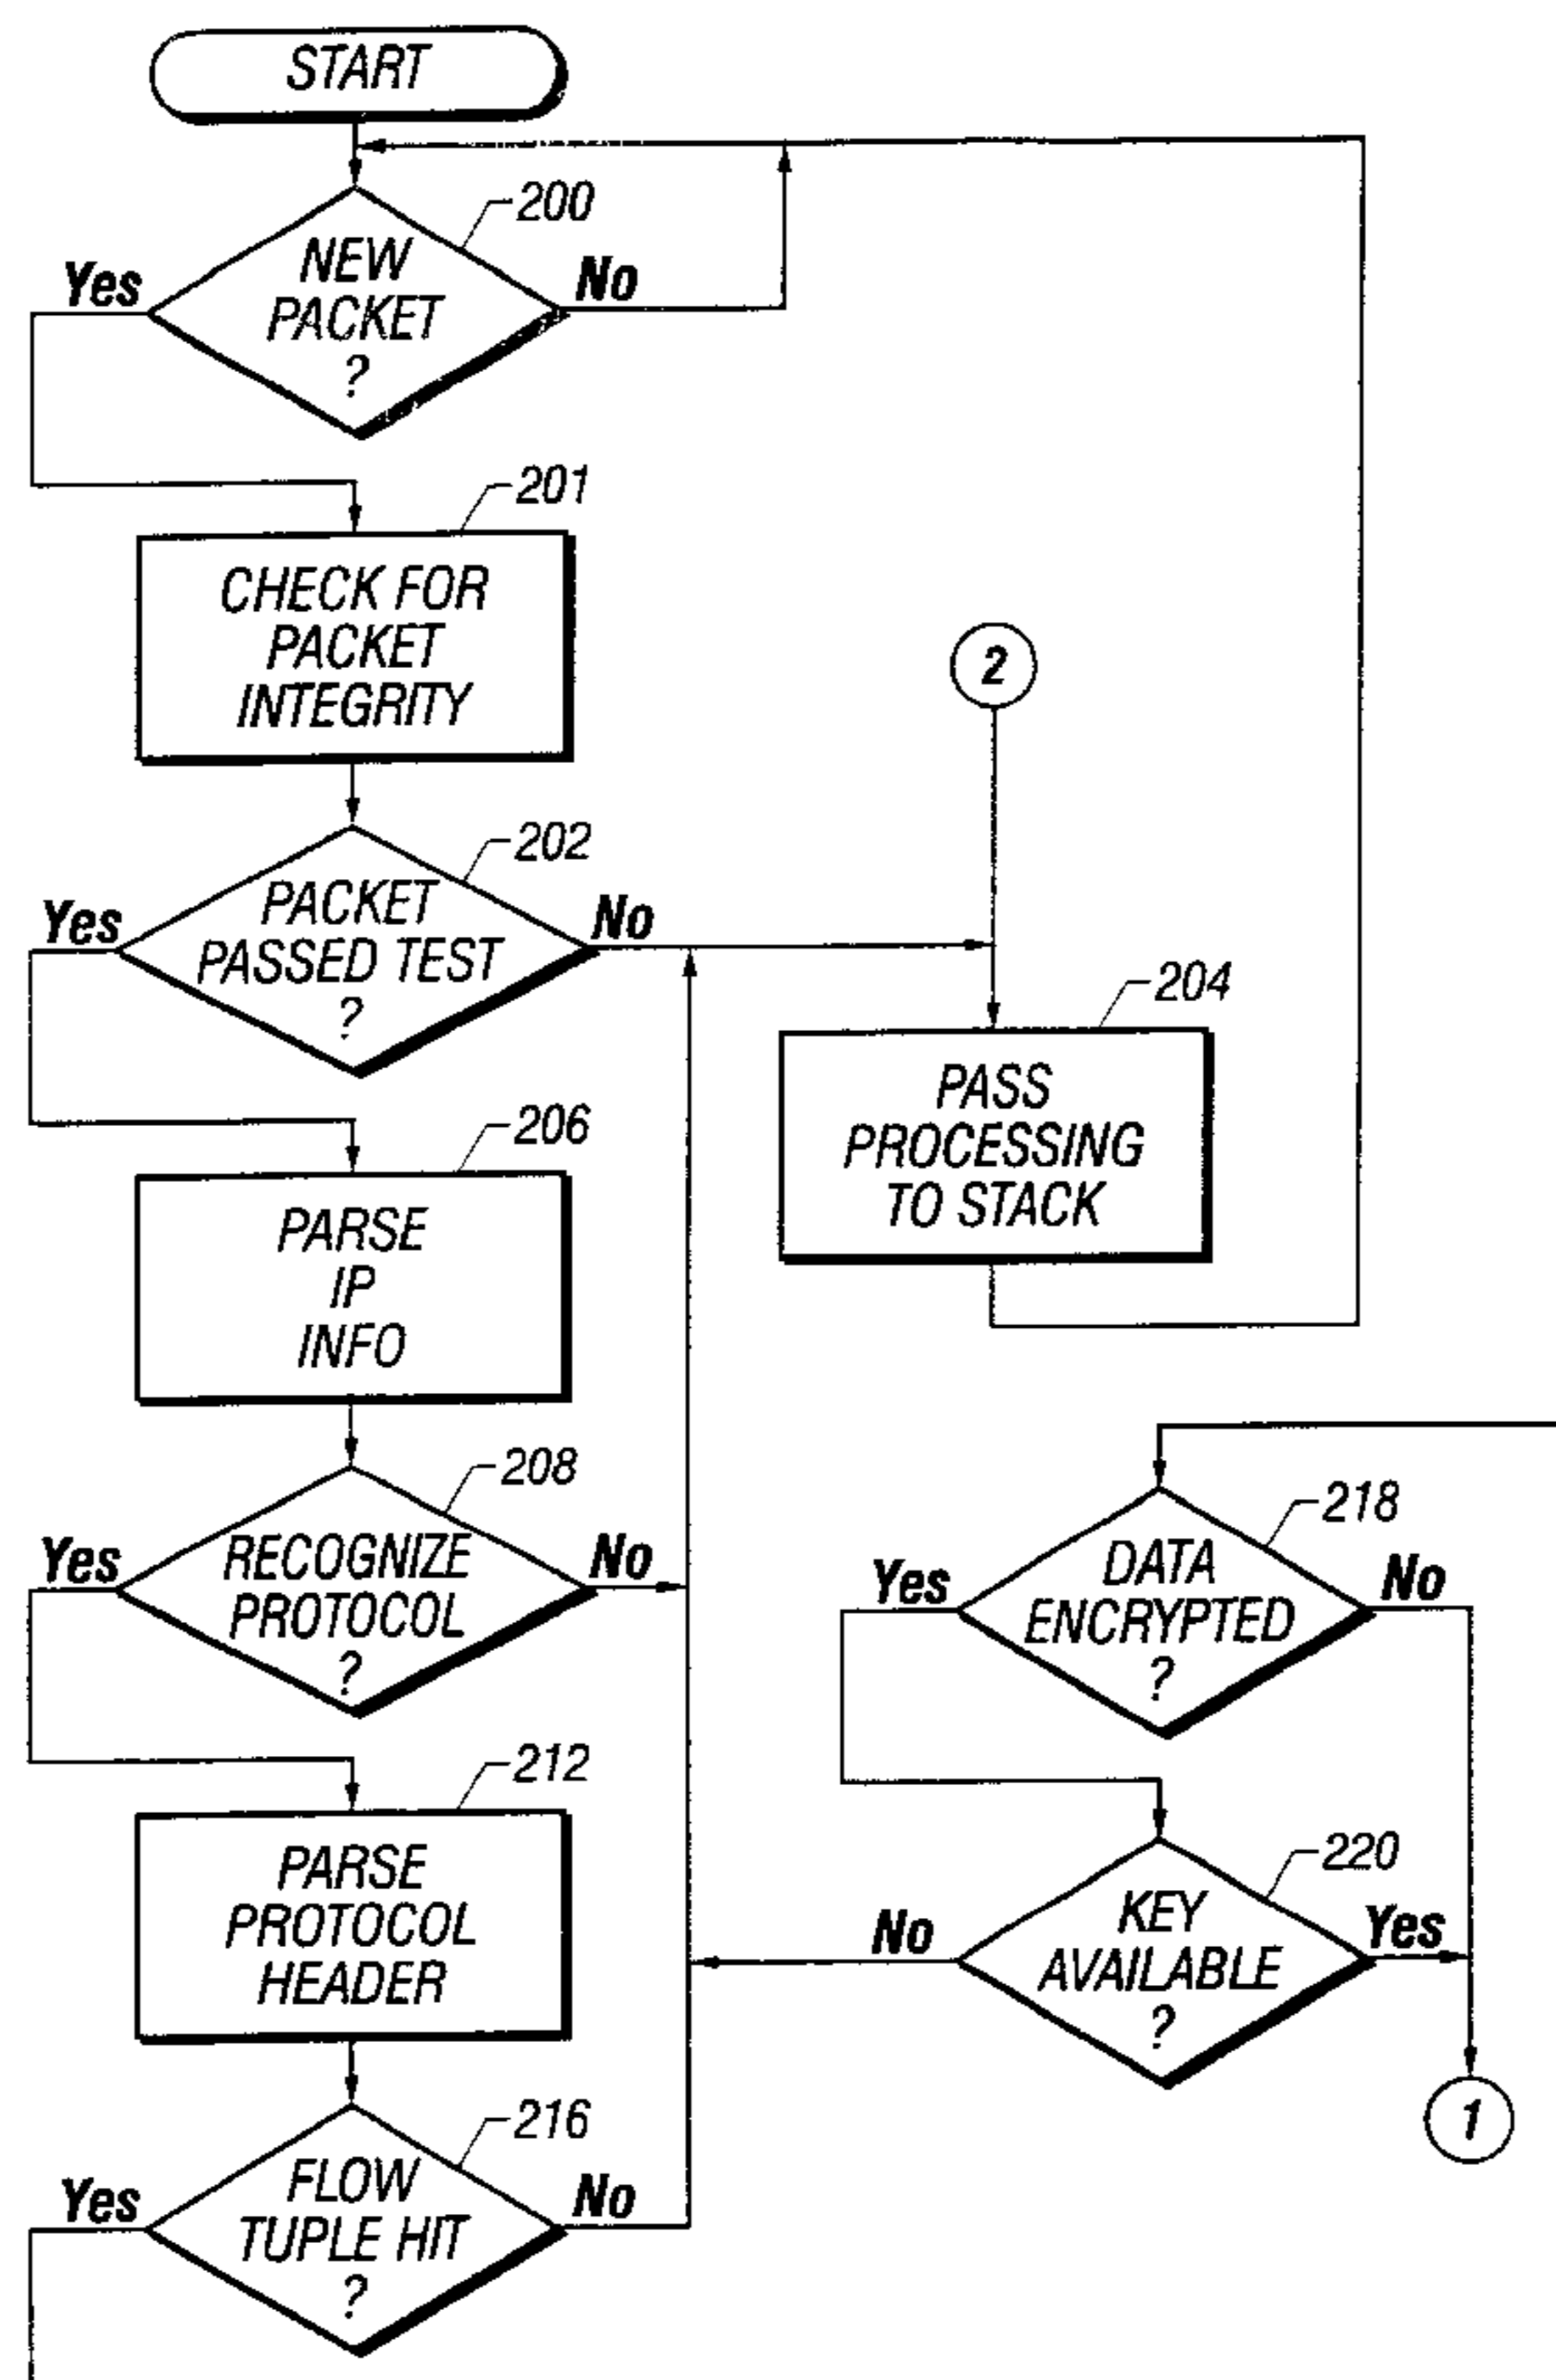 START
200
NEW
PACKET
?
Yes
No
201
CHECK FOR
PACKET
INTEGRITY
2
202
PACKET
PASSED TEST
?
Yes
No
204
PASS
PROCESSING
TO STACK
206
PARSE
IP
INFO
208
RECOGNIZE
PROTOCOL
?
Yes
No
218
DATA
ENCRYPTED
?
Yes
No
212
PARSE
PROTOCOL
HEADER
220
KEY
AVAILABLE
?
No
Yes
1
216
FLOW
TUPLE HIT
?
Yes
No